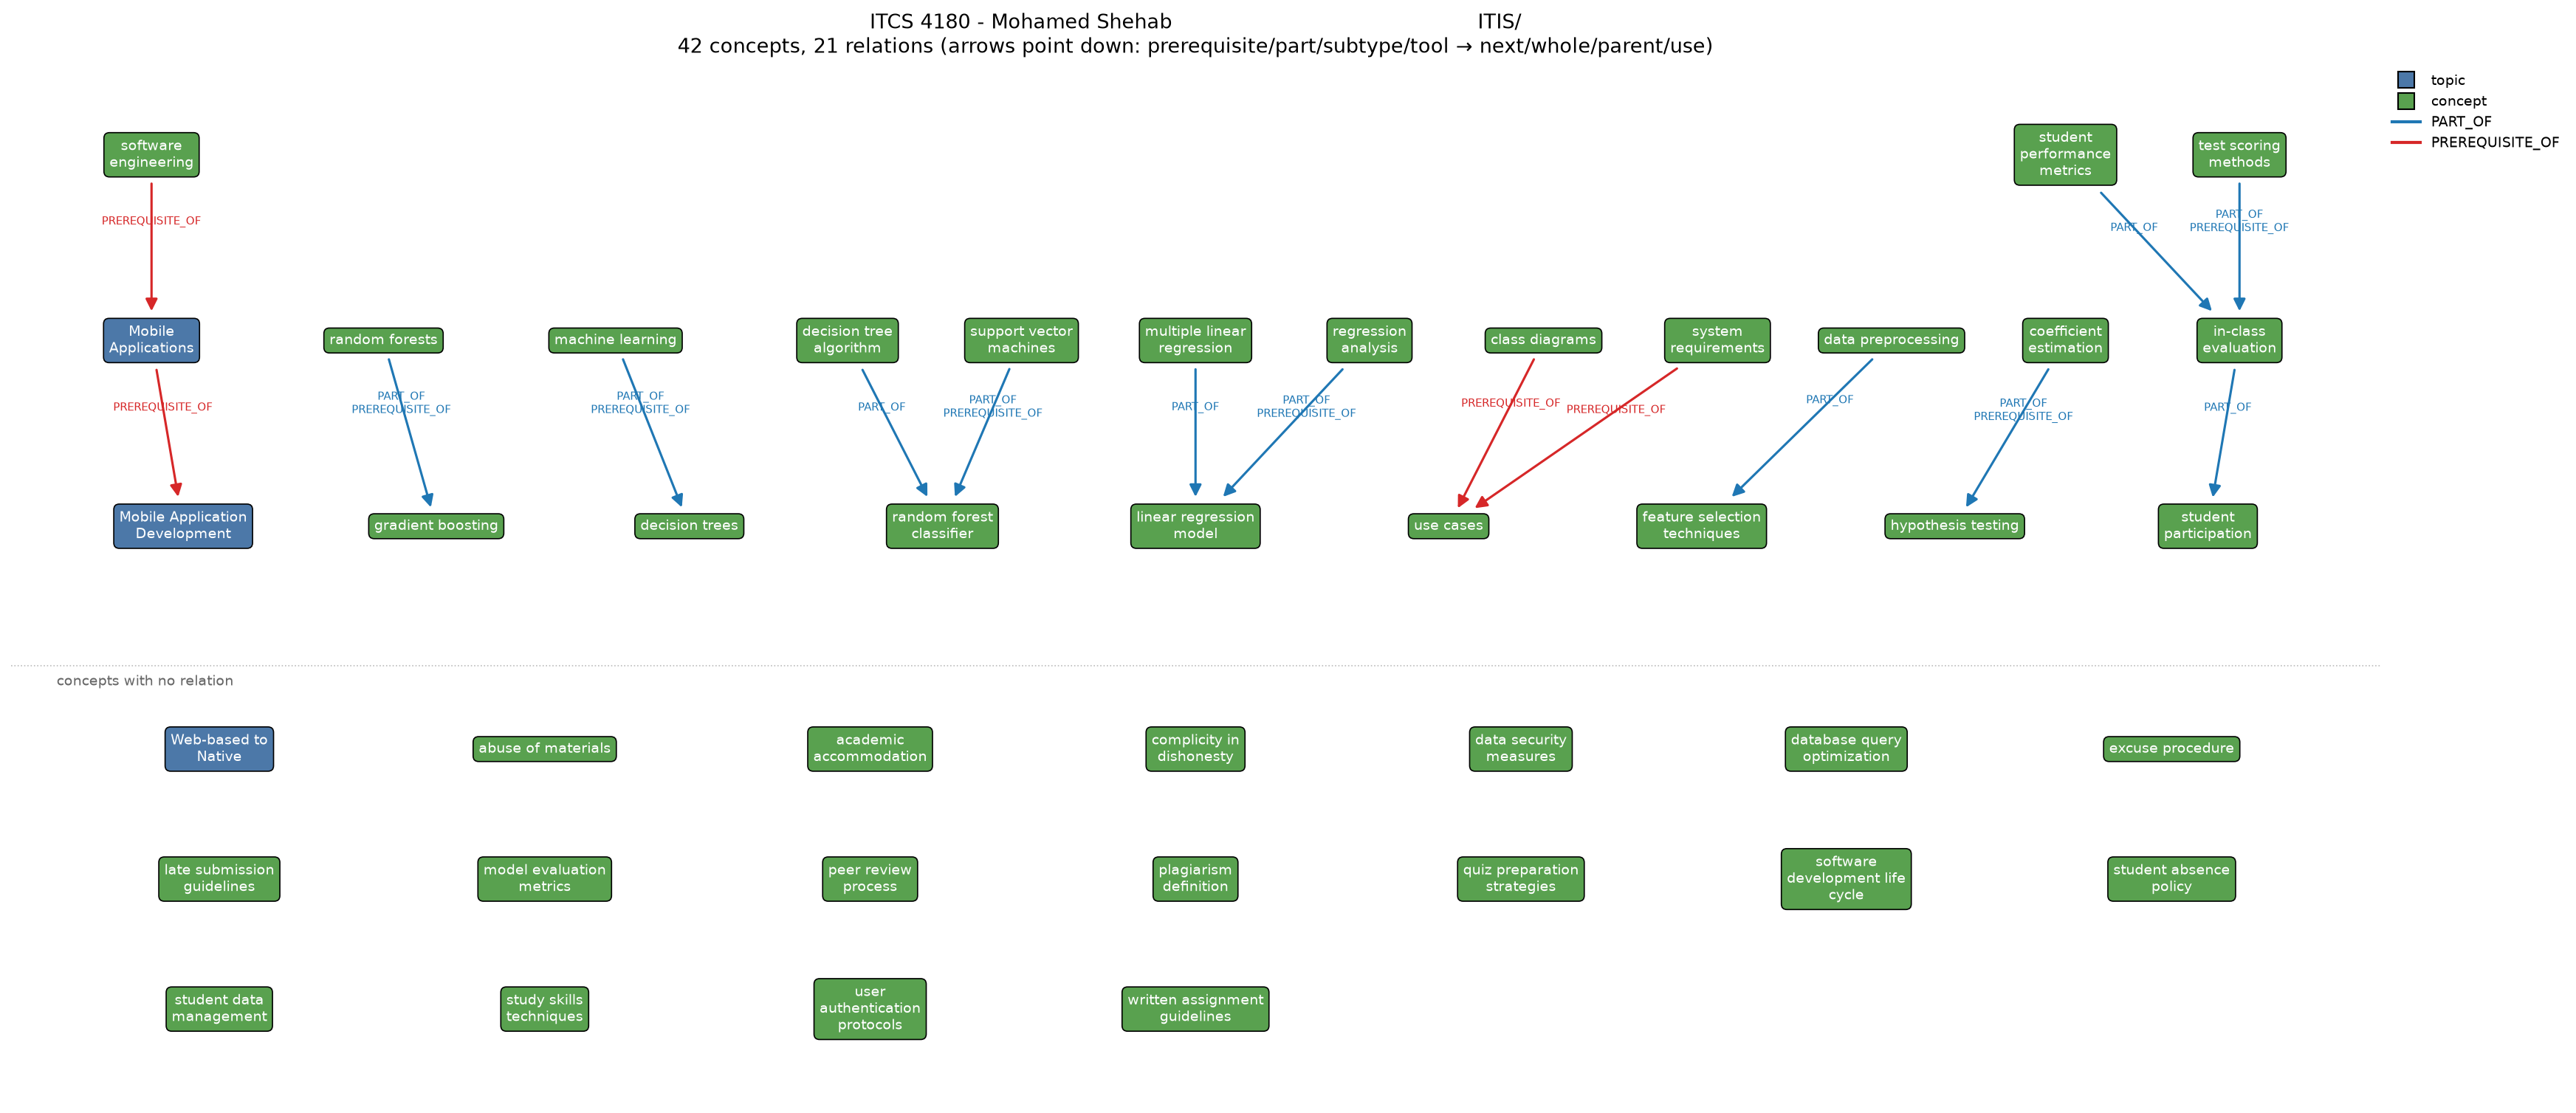 ITCS 4180 - Mohamed Shehab ITIS/
42 concepts, 21 relations (arrows point down: prerequisite/part/subtype/tool → next/whole/parent/use)
topic
concept
PART_OF
PREREQUISITE_OF
software
engineering
student
performance
metrics
test scoring
methods
PREREQUISITE_OF
PART_OF
PART_OF
PREREQUISITE_OF
Mobile
Applications
random forests
machine learning
decision tree
algorithm
support vector
machines
multiple linear
regression
regression
analysis
class diagrams
system
requirements
data preprocessing
coefficient
estimation
in-class
evaluation
PREREQUISITE_OF
PART_OF
PREREQUISITE_OF
PART_OF
PREREQUISITE_OF
PART_OF
PART_OF
PREREQUISITE_OF
PART_OF
PART_OF
PREREQUISITE_OF
PREREQUISITE_OF
PREREQUISITE_OF
PART_OF
PART_OF
PREREQUISITE_OF
PART_OF
Mobile Application
Development
gradient boosting
decision trees
random forest
classifier
linear regression
model
use cases
feature selection
techniques
hypothesis testing
student
participation
concepts with no relation
Web-based to
Native
abuse of materials
academic
accommodation
complicity in
dishonesty
data security
measures
database query
optimization
excuse procedure
late submission
guidelines
model evaluation
metrics
peer review
process
plagiarism
definition
quiz preparation
strategies
software
development life
cycle
student absence
policy
student data
management
study skills
techniques
user
authentication
protocols
written assignment
guidelines